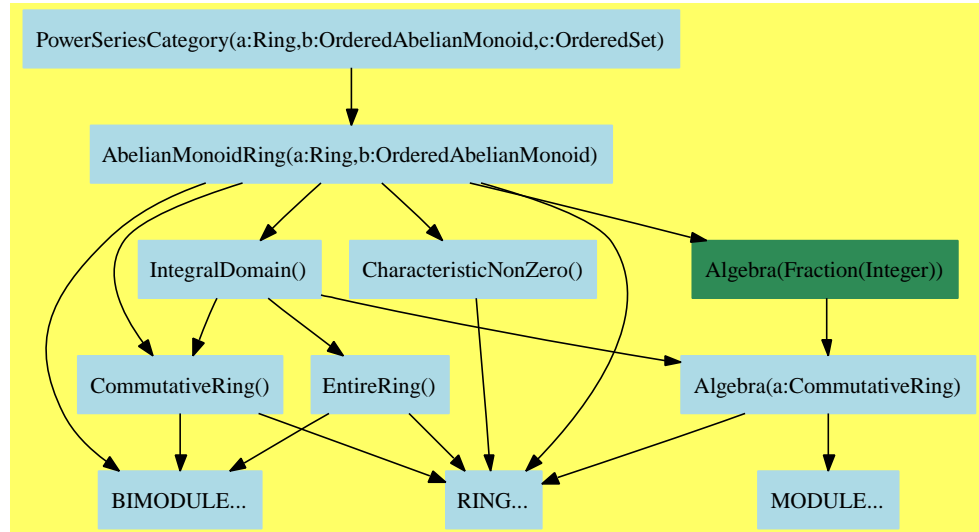 PowerSeriesCategory(a:Ring,b:OrderedAbelianMonoid,c:OrderedSet)
AbelianMonoidRing(a:Ring,b:OrderedAbelianMonoid)
IntegralDomain()
CharacteristicNonZero()
Algebra(Fraction(Integer))
CommutativeRing()
EntireRing()
Algebra(a:CommutativeRing)
BIMODULE...
RING...
MODULE...